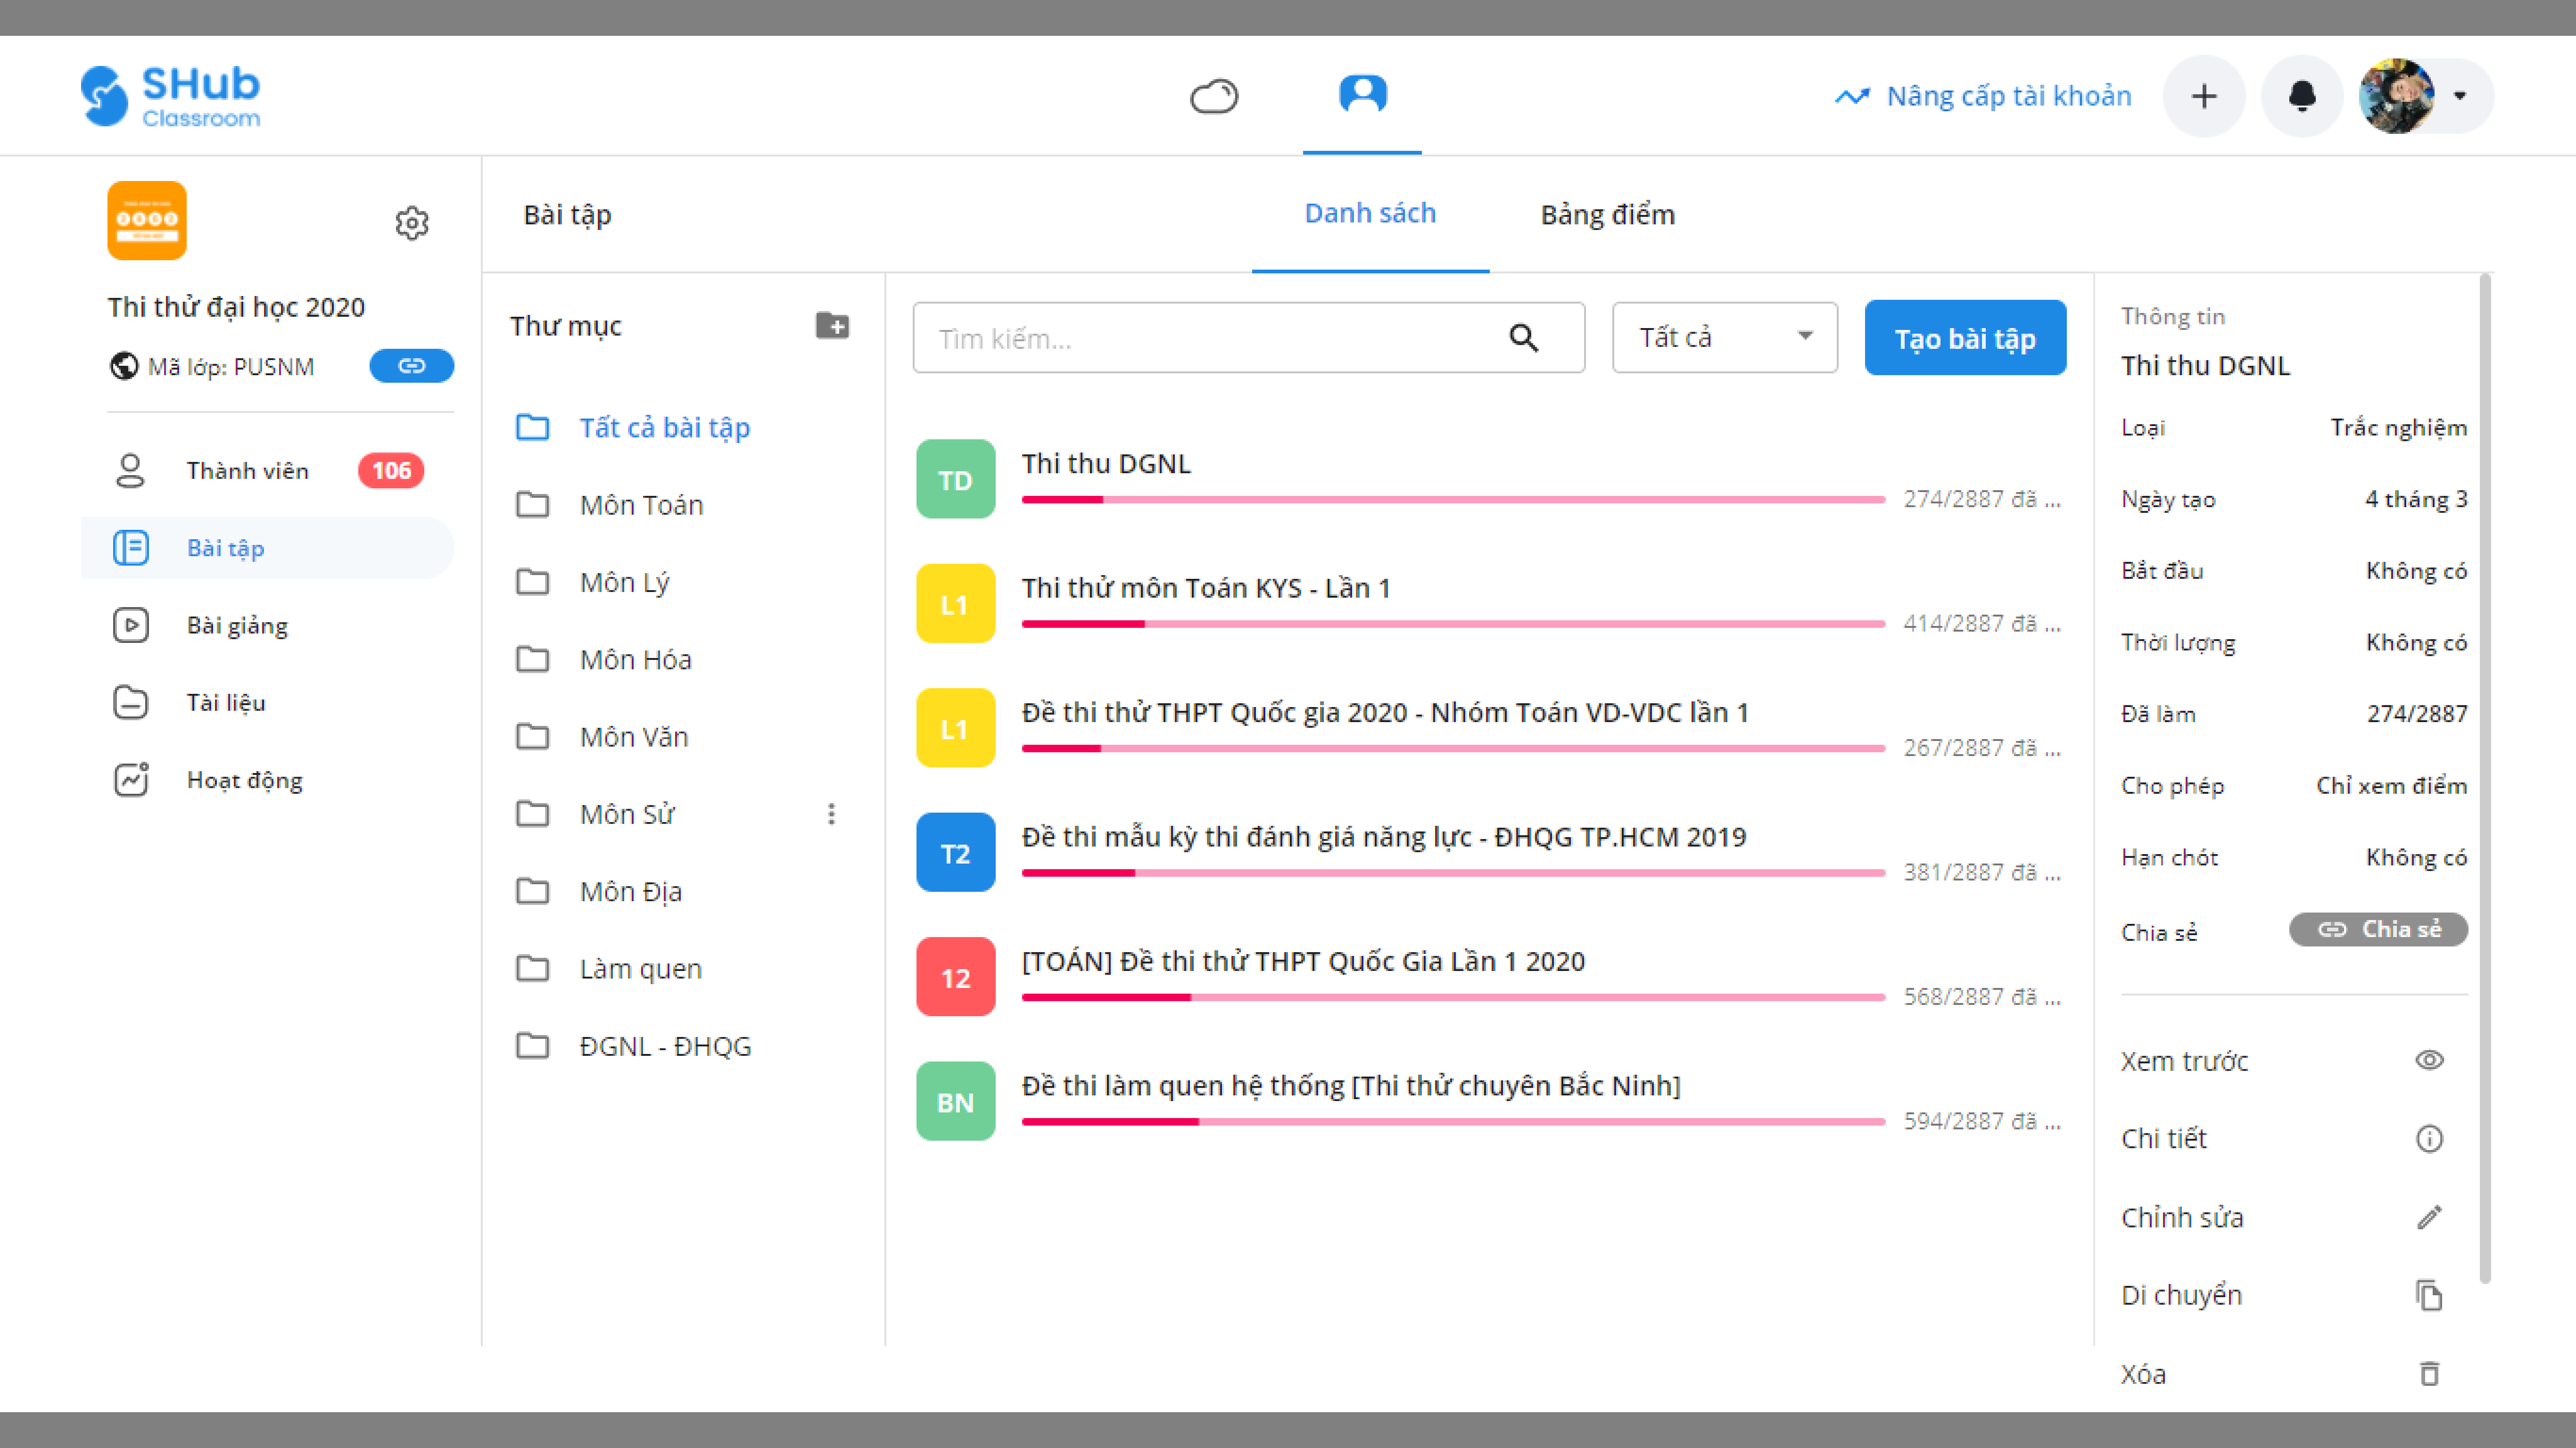 SHub
Classroom
Nâng cấp tài khoản
Thi thử đại học 2020
Mã lớp: PUSNM
Thành viên 106
Bài tập
Bài giảng
Tài liệu
Hoạt động
Bài tập
Danh sách
Bảng điểm
Thư mục
Tất cả bài tập
Môn Toán
Môn Lý
Môn Hóa
Môn Văn
Môn Sử
Môn Địa
Làm quen
ĐGNL - ĐHQG
Tìm kiếm...
Tất cả
Tạo bài tập
TD
Thi thu DGNL
274/2887 đã ...
L1
Thi thử môn Toán KYS - Lần 1
414/2887 đã ...
L1
Đề thi thử THPT Quốc gia 2020 - Nhóm Toán VD-VDC lần 1
267/2887 đã ...
T2
Đề thi mẫu kỳ thi đánh giá năng lực - ĐHQG TP.HCM 2019
381/2887 đã ...
12
[TOÁN] Đề thi thử THPT Quốc Gia Lần 1 2020
568/2887 đã ...
BN
Đề thi làm quen hệ thống [Thi thử chuyên Bắc Ninh]
594/2887 đã ...
Thông tin
Thi thu DGNL
Loại Trắc nghiệm
Ngày tạo 4 tháng 3
Bắt đầu Không có
Thời lượng Không có
Đã làm 274/2887
Cho phép Chỉ xem điểm
Hạn chót Không có
Chia sẻ Chia sẻ
Xem trước
Chi tiết
Chỉnh sửa
Di chuyển
Xóa